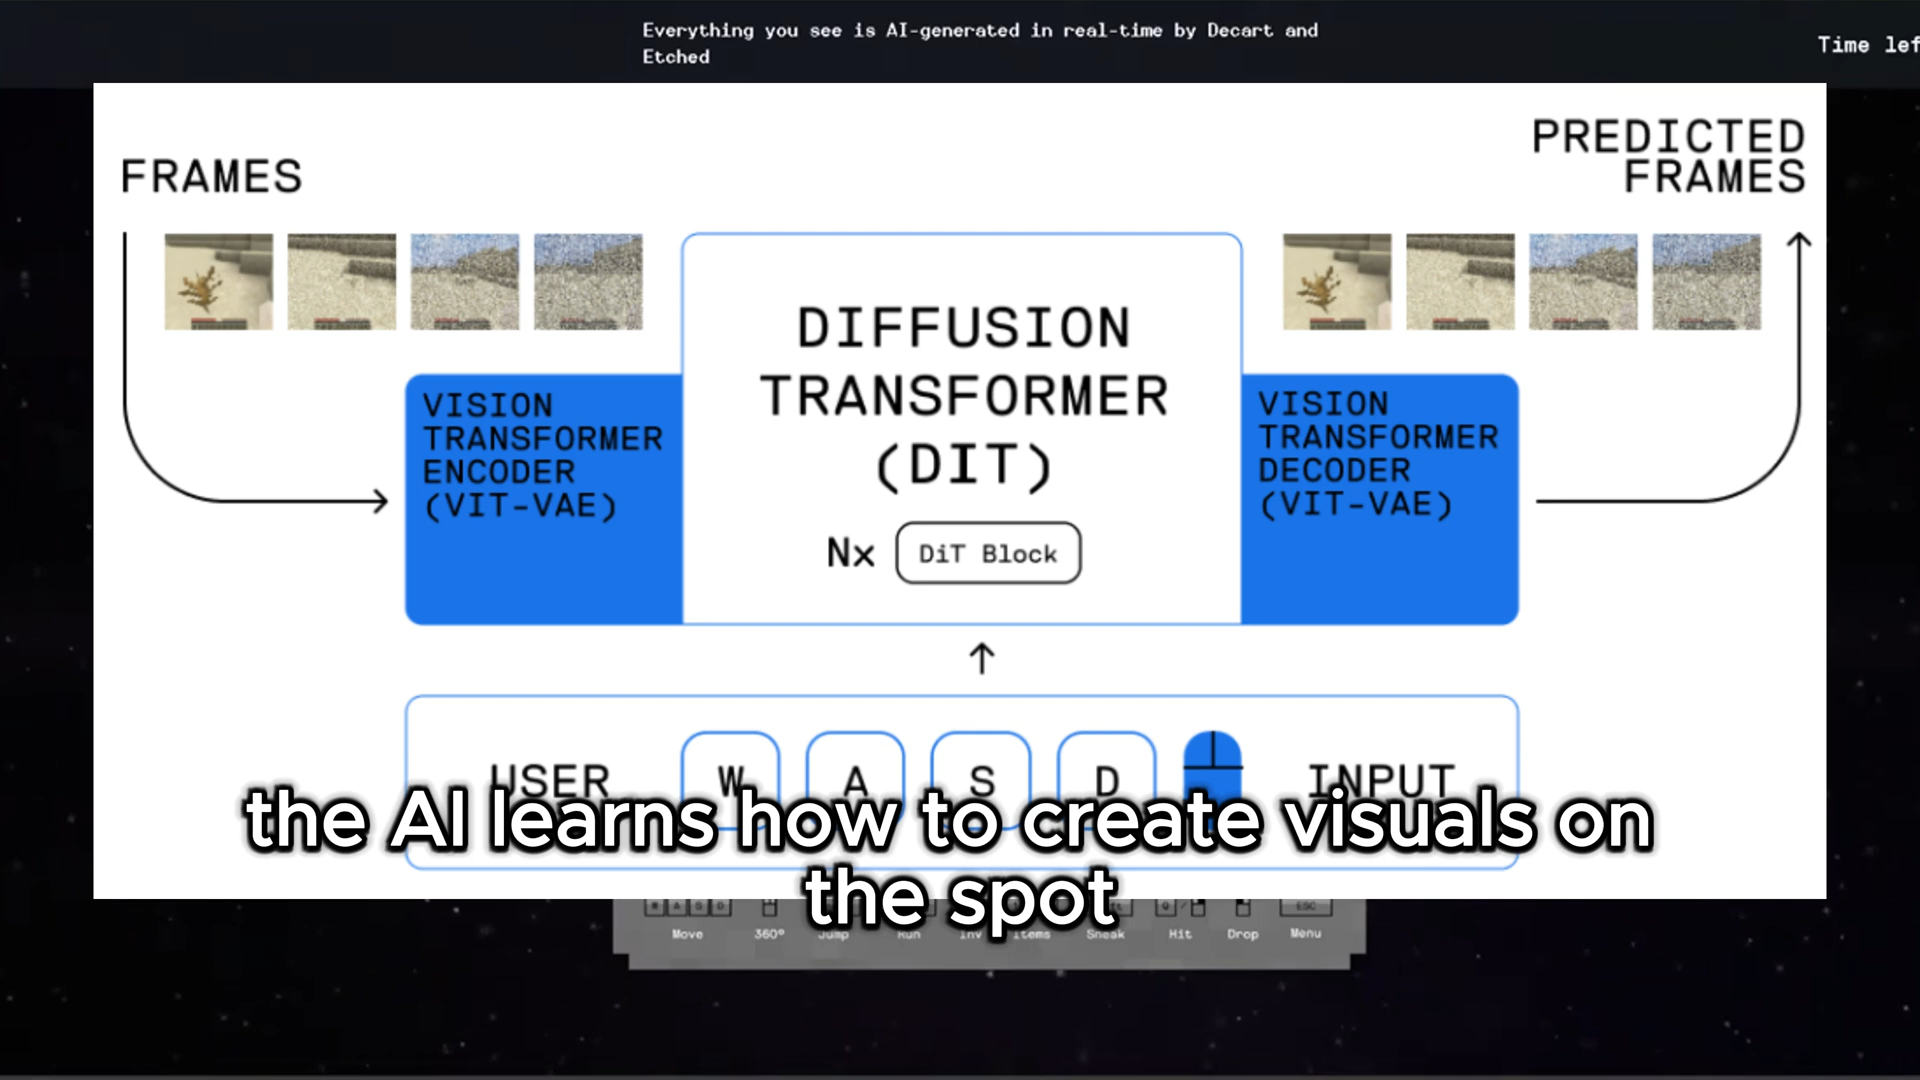 Everything you see is AI-generated in real-time by Decart and
Etched
Time lef
FRAMES
PREDICTED
FRAMES
DIFFUSION
TRANSFORMER
(DIT)
Nx DiT Block
VISION
TRANSFORMER
ENCODER
(VIT-VAE)
VISION
TRANSFORMER
DECODER
(VIT-VAE)
USER W A S D INPUT
the AI learns how to create visuals on
the spot
W A S D Q / ESC
Move 360° Jump Run Inv Items Sneak Hit Drop Menu